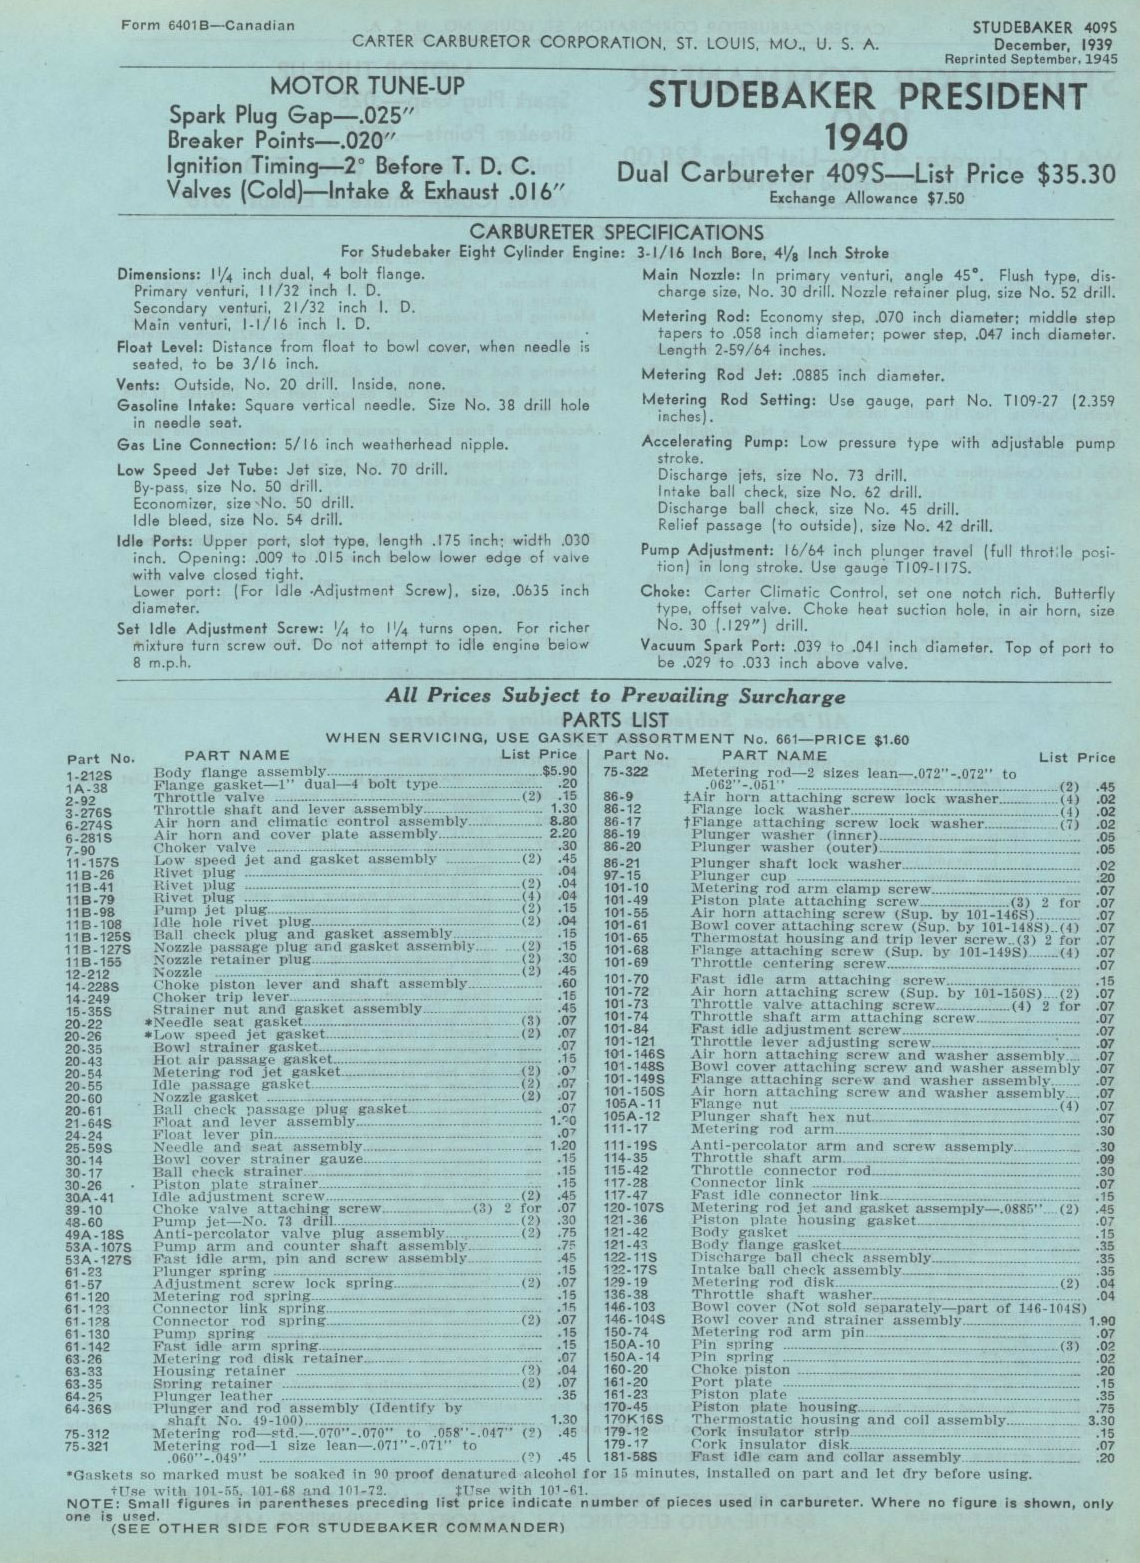 Form 6401B—Canadian
STUDEBAKER 409S
CARTER CARBURETOR CORPORATION, ST. LOUIS, MO., U. S. A.
December, 1939
Reprinted September, 1945
MOTOR TUNE-UP
Spark Plug Gap—.025″
Breaker Points—.020″
Ignition Timing—2° Before T. D. C.
Valves (Cold)—Intake & Exhaust .016″
STUDEBAKER PRESIDENT
1940
Dual Carbureter 409S—List Price $35.30
Exchange Allowance $7.50
CARBURETER SPECIFICATIONS
For Studebaker Eight Cylinder Engine: 3-1/16 Inch Bore, 4⅛ Inch Stroke
Dimensions: 1¼ inch dual, 4 bolt flange.
Primary venturi, 11/32 inch I. D.
Secondary venturi, 21/32 inch I. D.
Main venturi, 1-1/16 inch I. D.
Float Level: Distance from float to bowl cover, when needle is
seated, to be 3/16 inch.
Vents: Outside, No. 20 drill. Inside, none.
Gasoline Intake: Square vertical needle. Size No. 38 drill hole
in needle seat.
Gas Line Connection: 5/16 inch weatherhead nipple.
Low Speed Jet Tube: Jet size, No. 70 drill.
By-pass, size No. 50 drill.
Economizer, size No. 50 drill.
Idle bleed, size No. 54 drill.
Idle Ports: Upper port, slot type, length .175 inch; width .030
inch. Opening: .009 to .015 inch below lower edge of valve
with valve closed tight.
Lower port: (For Idle Adjustment Screw), size, .0635 inch
diameter.
Set Idle Adjustment Screw: ¼ to 1¼ turns open. For richer
mixture turn screw out. Do not attempt to idle engine below
8 m.p.h.
Main Nozzle: In primary venturi, angle 45°. Flush type, dis-
charge size, No. 30 drill. Nozzle retainer plug, size No. 52 drill.
Metering Rod: Economy step, .070 inch diameter; middle step
tapers to .058 inch diameter; power step, .047 inch diameter.
Length 2-59/64 inches.
Metering Rod Jet: .0885 inch diameter.
Metering Rod Setting: Use gauge, part No. T109-27 (2.359
inches).
Accelerating Pump: Low pressure type with adjustable pump
stroke.
Discharge jets, size No. 73 drill.
Intake ball check, size No. 62 drill.
Discharge ball check, size No. 45 drill.
Relief passage (to outside), size No. 42 drill.
Pump Adjustment: 16/64 inch plunger travel (full throttle posi-
tion) in long stroke. Use gauge T109-117S.
Choke: Carter Climatic Control, set one notch rich. Butterfly
type, offset valve. Choke heat suction hole, in air horn, size
No. 30 (.129″) drill.
Vacuum Spark Port: .039 to .041 inch diameter. Top of port to
be .029 to .033 inch above valve.
All Prices Subject to Prevailing Surcharge
PARTS LIST
WHEN SERVICING, USE GASKET ASSORTMENT No. 661—PRICE $1.60
Part No. PART NAME List Price
1-212S Body flange assembly $5.90
1A-38 Flange gasket—1″ dual—4 bolt type .20
2-92 Throttle valve (2) .15
3-276S Throttle shaft and lever assembly 1.30
6-274S Air horn and climatic control assembly 8.80
6-281S Air horn and cover plate assembly 2.20
7-90 Choker valve .30
11-157S Low speed jet and gasket assembly (2) .45
11B-26 Rivet plug .04
11B-41 Rivet plug (2) .04
11B-79 Rivet plug (4) .04
11B-98 Pump jet plug (2) .15
11B-108 Idle hole rivet plug (2) .04
11B-125S Ball check plug and gasket assembly .15
11B-127S Nozzle passage plug and gasket assembly (2) .15
11B-155 Nozzle retainer plug (2) .30
12-212 Nozzle (2) .45
14-228S Choke piston lever and shaft assembly .60
14-249 Choker trip lever .15
15-35S Strainer nut and gasket assembly .45
20-22 *Needle seat gasket (3) .07
20-26 *Low speed jet gasket (2) .07
20-35 Bowl strainer gasket .07
20-43 Hot air passage gasket .15
20-54 Metering rod jet gasket (2) .07
20-55 Idle passage gasket (2) .07
20-60 Nozzle gasket (2) .07
20-61 Ball check passage plug gasket .07
21-64S Float and lever assembly
24-24 Float lever pin .07
25-59S Needle and seat assembly 1.20
30-14 Bowl cover strainer gauze .15
30-17 Ball check strainer .15
30-26 Piston plate strainer .15
30A-41 Idle adjustment screw (2) .45
39-10 Choke valve attaching screw (3) 2 for .07
48-60 Pump jet—No. 73 drill (2) .30
49A-18S Anti-percolator valve plug assembly (2) .75
53A-107S Pump arm and counter shaft assembly .75
53A-127S Fast idle arm, pin and screw assembly .45
61-23 Plunger spring .15
61-57 Adjustment screw lock spring (2) .07
61-120 Metering rod spring .15
61-123 Connector link spring .15
61-128 Connector rod spring (2) .07
61-130 Pump spring .15
61-142 Fast idle arm spring .15
63-26 Metering rod disk retainer .07
63-33 Housing retainer (2) .04
63-35 Spring retainer (2) .07
64-25 Plunger leather .35
64-36S Plunger and rod assembly (Identify by
shaft No. 49-100) 1.30
75-312 Metering rod—std.—.070″-.070″ to .058″-.047″ (2) .45
75-321 Metering rod—1 size lean—.071″-.071″ to
.060″-.049″ (2) .45
Part No. PART NAME List Price
75-322 Metering rod—2 sizes lean—.072″-.072″ to
.062″-.051″ (2) .45
86-9 ‡Air horn attaching screw lock washer (4) .02
86-12 Flange lock washer (4) .02
86-17 †Flange attaching screw lock washer (7) .02
86-19 Plunger washer (inner) .05
86-20 Plunger washer (outer) .05
86-21 Plunger shaft lock washer .02
97-15 Plunger cup .20
101-10 Metering rod arm clamp screw .07
101-49 Piston plate attaching screw (3) 2 for .07
101-55 Air horn attaching screw (Sup. by 101-146S) .07
101-61 Bowl cover attaching screw (Sup. by 101-148S) (4) .07
101-65 Thermostat housing and trip lever screw (3) 2 for .07
101-68 Flange attaching screw (Sup. by 101-149S) (4) .07
101-69 Throttle centering screw .07
101-70 Fast idle arm attaching screw .15
101-72 Air horn attaching screw (Sup. by 101-150S) (2) .07
101-73 Throttle valve attaching screw (4) 2 for .07
101-74 Throttle shaft arm attaching screw .07
101-84 Fast idle adjustment screw .07
101-121 Throttle lever adjusting screw .07
101-146S Air horn attaching screw and washer assembly .07
101-148S Bowl cover attaching screw and washer assembly .07
101-149S Flange attaching screw and washer assembly .07
101-150S Air horn attaching screw and washer assembly .07
105A-11 Flange nut (4) .07
105A-12 Plunger shaft hex nut .07
111-17 Metering rod arm .30
111-19S Anti-percolator arm and screw assemply .30
114-35 Throttle shaft arm .09
115-42 Throttle connector rod .30
117-28 Connector link .07
117-47 Fast idle connector link .15
120-107S Metering rod jet and gasket assemply—.0885″ (2) .45
121-36 Piston plate housing gasket .07
121-42 Body gasket .15
121-43 Body flange gasket .35
122-11S Discharge ball check assembly .35
122-17S Intake ball check assembly .35
129-19 Metering rod disk (2) .04
136-38 Throttle shaft washer .04
146-103 Bowl cover (Not sold separately—part of 146-104S)
146-104S Bowl cover and strainer assembly 1.90
150-74 Metering rod arm pin .07
150A-10 Pin spring (3) .02
150A-14 Pin spring .02
160-20 Choke piston .20
161-20 Port plate .15
161-23 Piston plate .35
170-45 Piston plate housing .75
170K16S Thermostatic housing and coil assembly 3.30
179-12 Cork insulator strip .15
179-17 Cork insulator disk .07
181-58S Fast idle cam and collar assembly .20
*Gaskets so marked must be soaked in 90 proof denatured alcohol for 15 minutes, installed on part and let dry before using.
†Use with 101-55, 101-68 and 101-72. ‡Use with 101-61.
NOTE: Small figures in parentheses preceding list price indicate number of pieces used in carbureter. Where no figure is shown, only
one is used.
(SEE OTHER SIDE FOR STUDEBAKER COMMANDER)